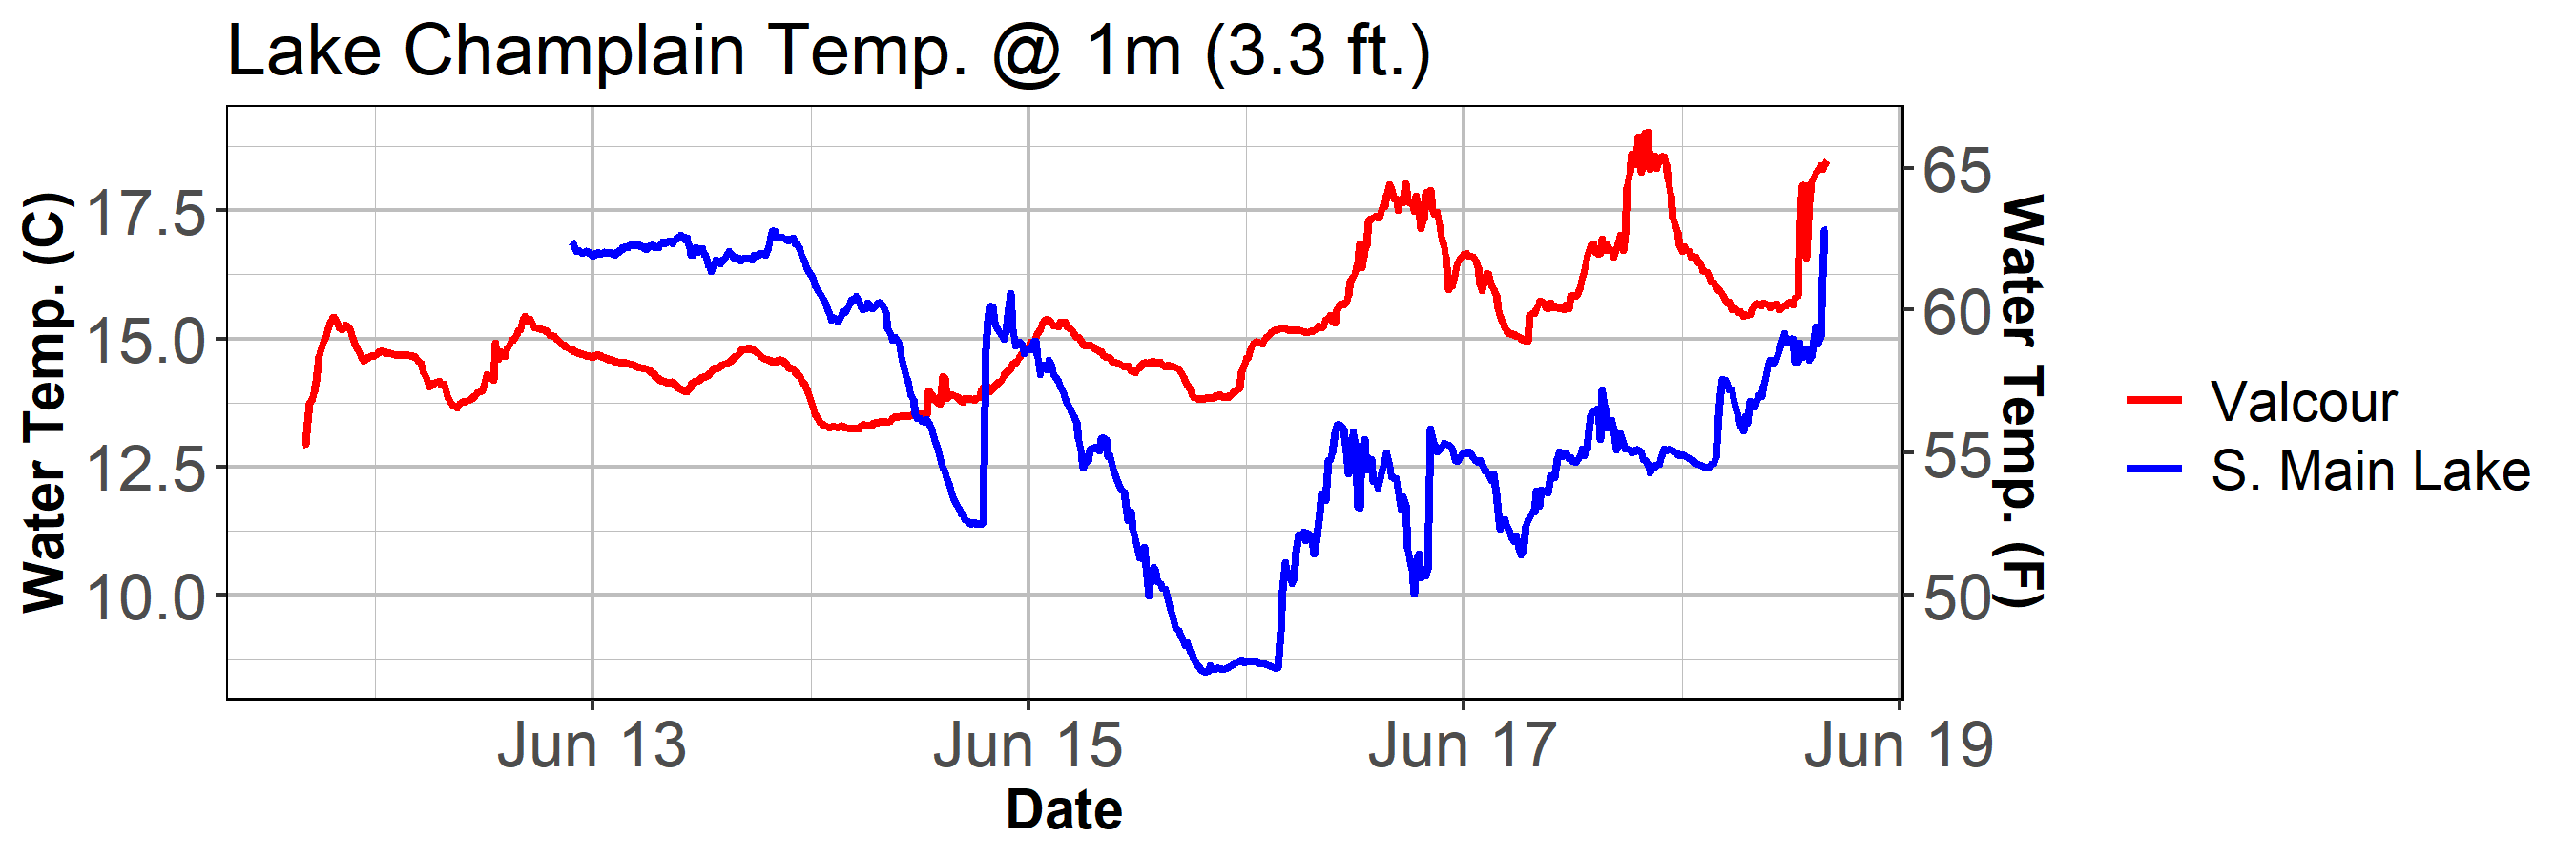 Lake Champlain Temp. @ 1m (3.3 ft.)
Water Temp. (C)
17.5
15.0
12.5
10.0
65
60
55
50
Water Temp. (F)
Jun 13
Jun 15
Jun 17
Jun 19
Date
Valcour
S. Main Lake